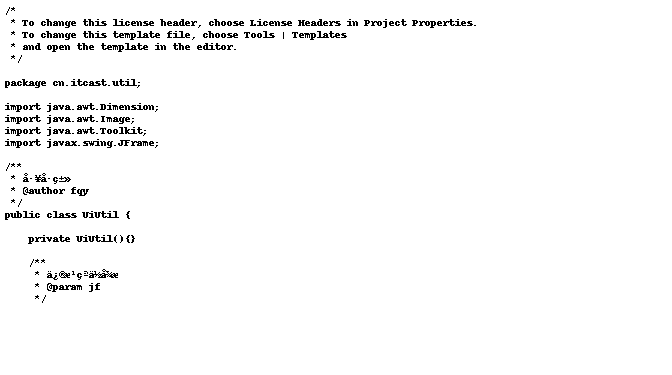 /*
 * To change this license header, choose License Headers in Project Properties.
 * To change this template file, choose Tools | Templates
 * and open the template in the editor.
 */
package cn.itcast.util;
import java.awt.Dimension;
import java.awt.Image;
import java.awt.Toolkit;
import javax.swing.JFrame;
/**
 * å·¥å·ç±»
 * @author fqy
 */
public class UiUtil {
    private UiUtil(){}
    /**
     * ä¿®æ¹çªä½å¾æ
     * @param jf
     */